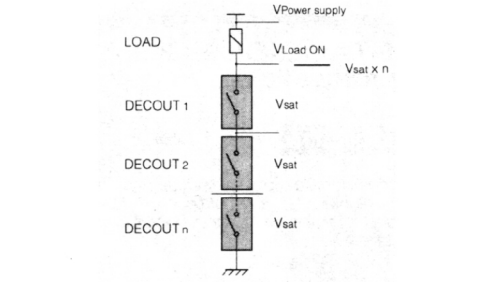 VPower supply
LOAD
VLoad ON
Vsat x n
DECOUT 1
Vsat
DECOUT 2
Vsat
DECOUT n
Vsat